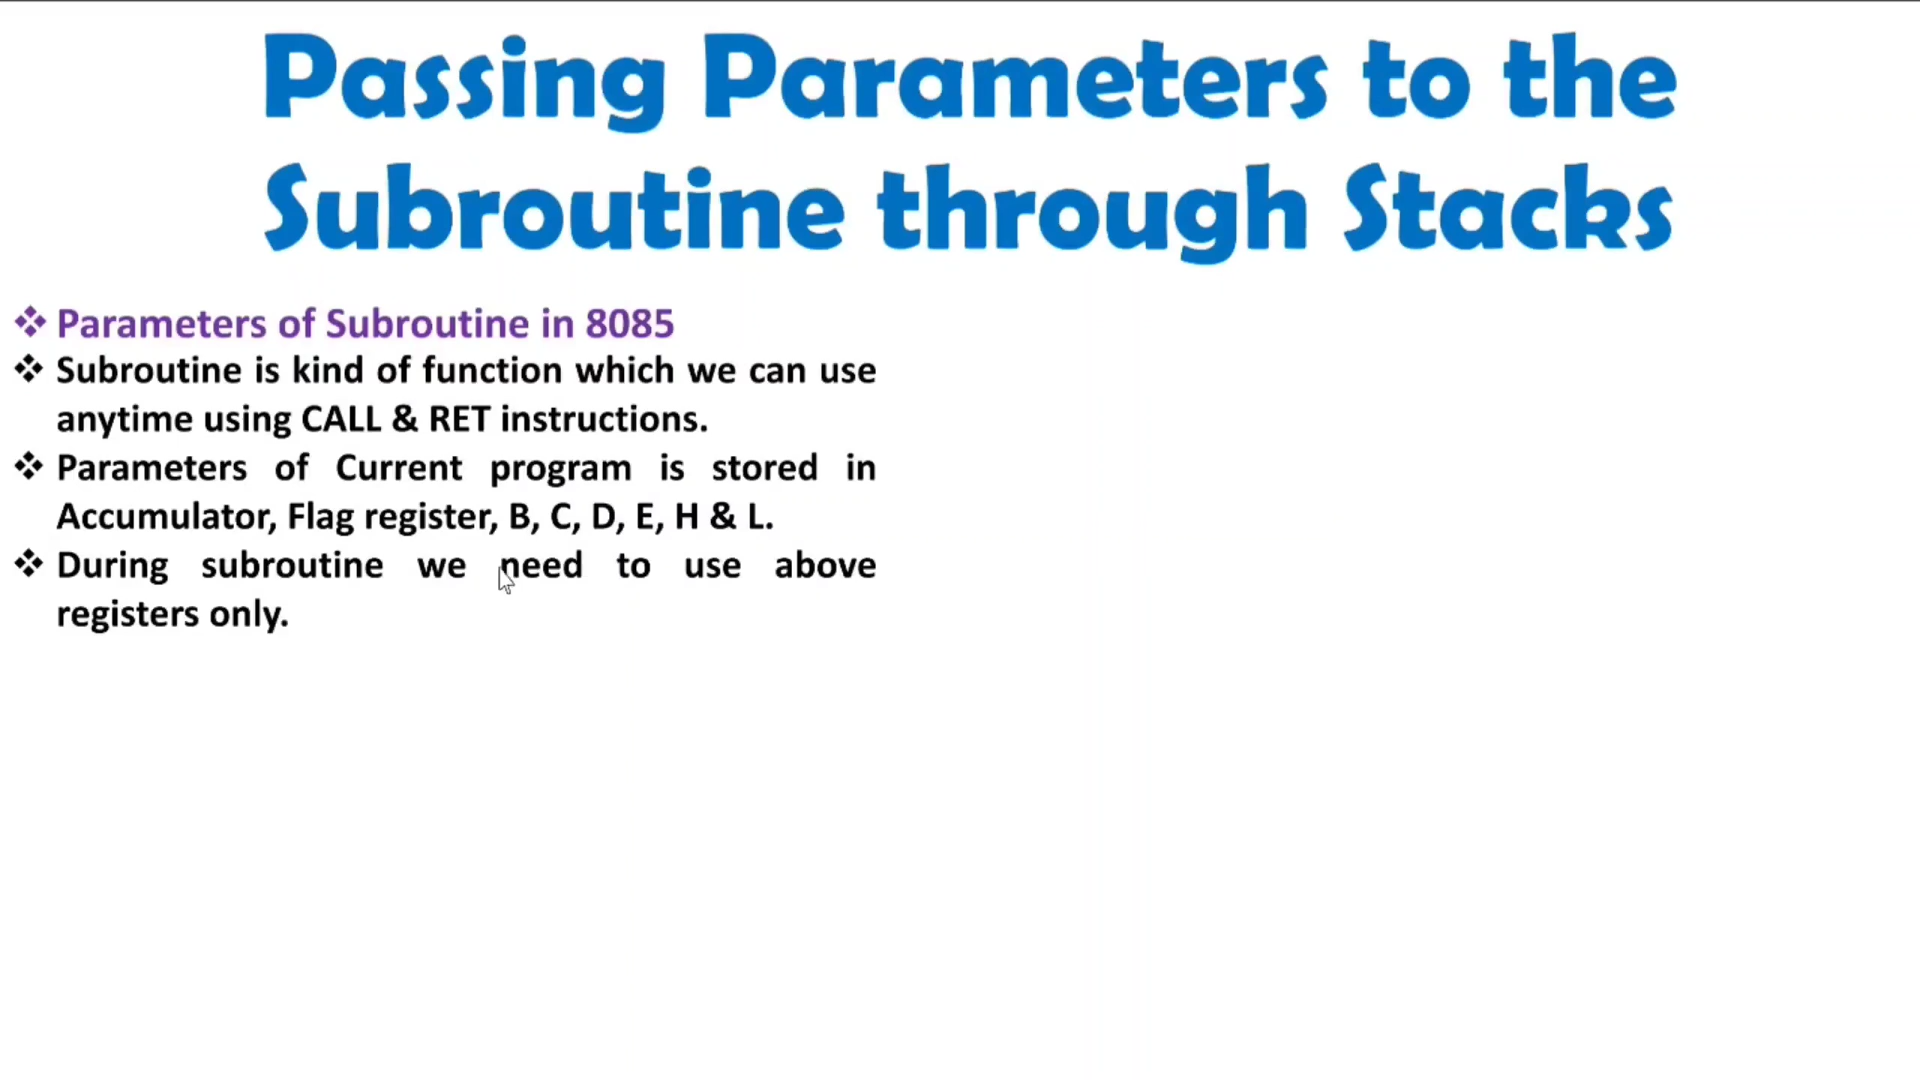 Passing Parameters to the
Subroutine through Stacks
❖ Parameters of Subroutine in 8085
❖ Subroutine is kind of function which we can use
anytime using CALL & RET instructions.
❖ Parameters of Current program is stored in
Accumulator, Flag register, B, C, D, E, H & L.
❖ During subroutine we need to use above
registers only.